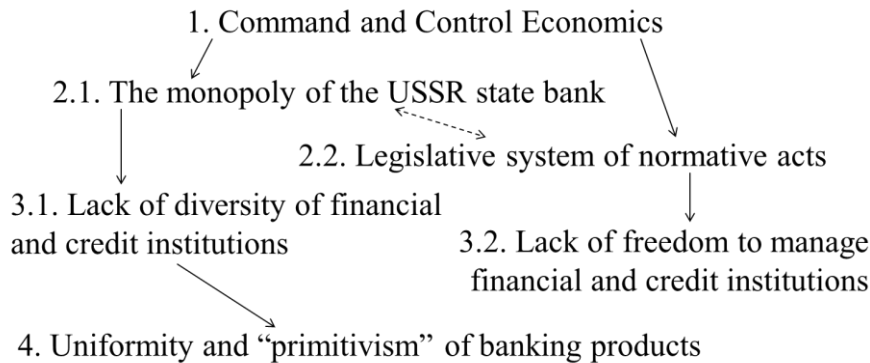 1. Command and Control Economics
2.1. The monopoly of the USSR state bank
2.2. Legislative system of normative acts
3.1. Lack of diversity of financial
and credit institutions
3.2. Lack of freedom to manage
financial and credit institutions
4. Uniformity and “primitivism” of banking products